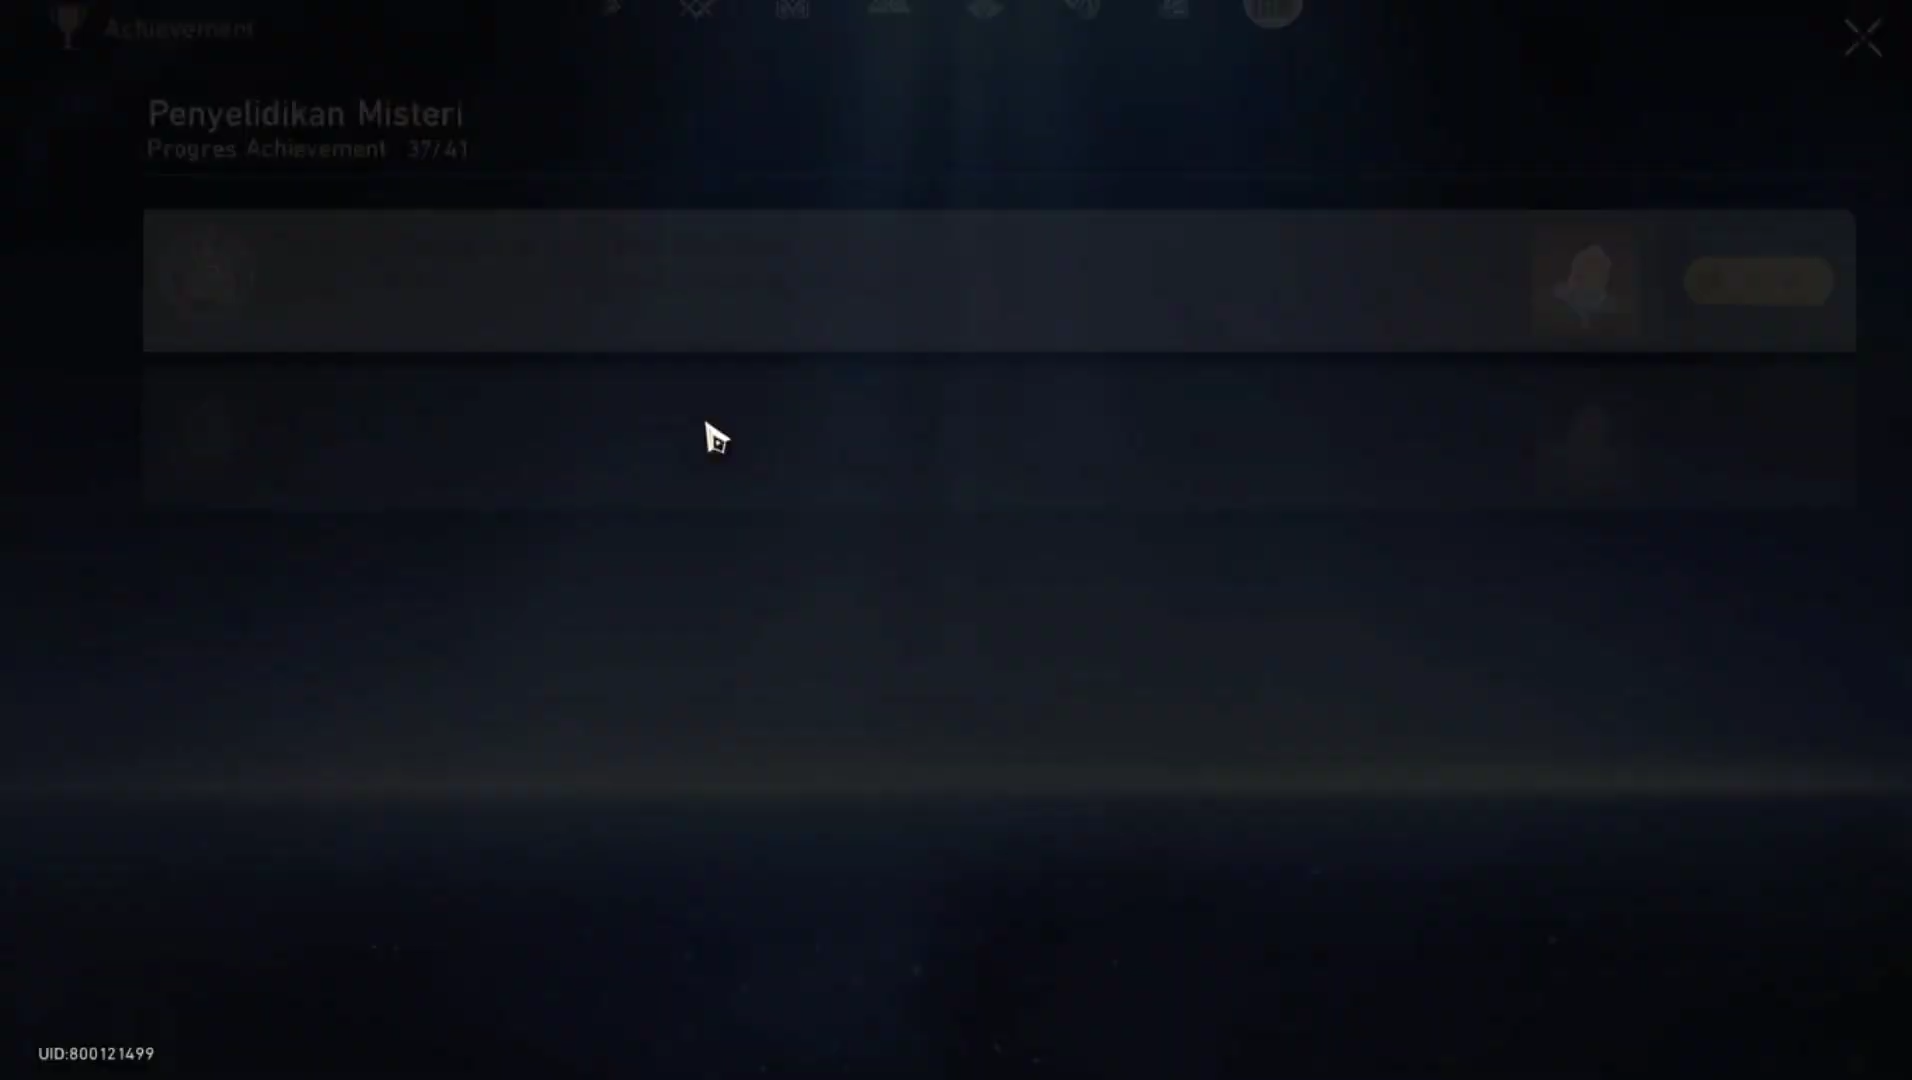 Achievement
Penyelidikan Misteri
Progres Achievement 37/41
UID:800121499